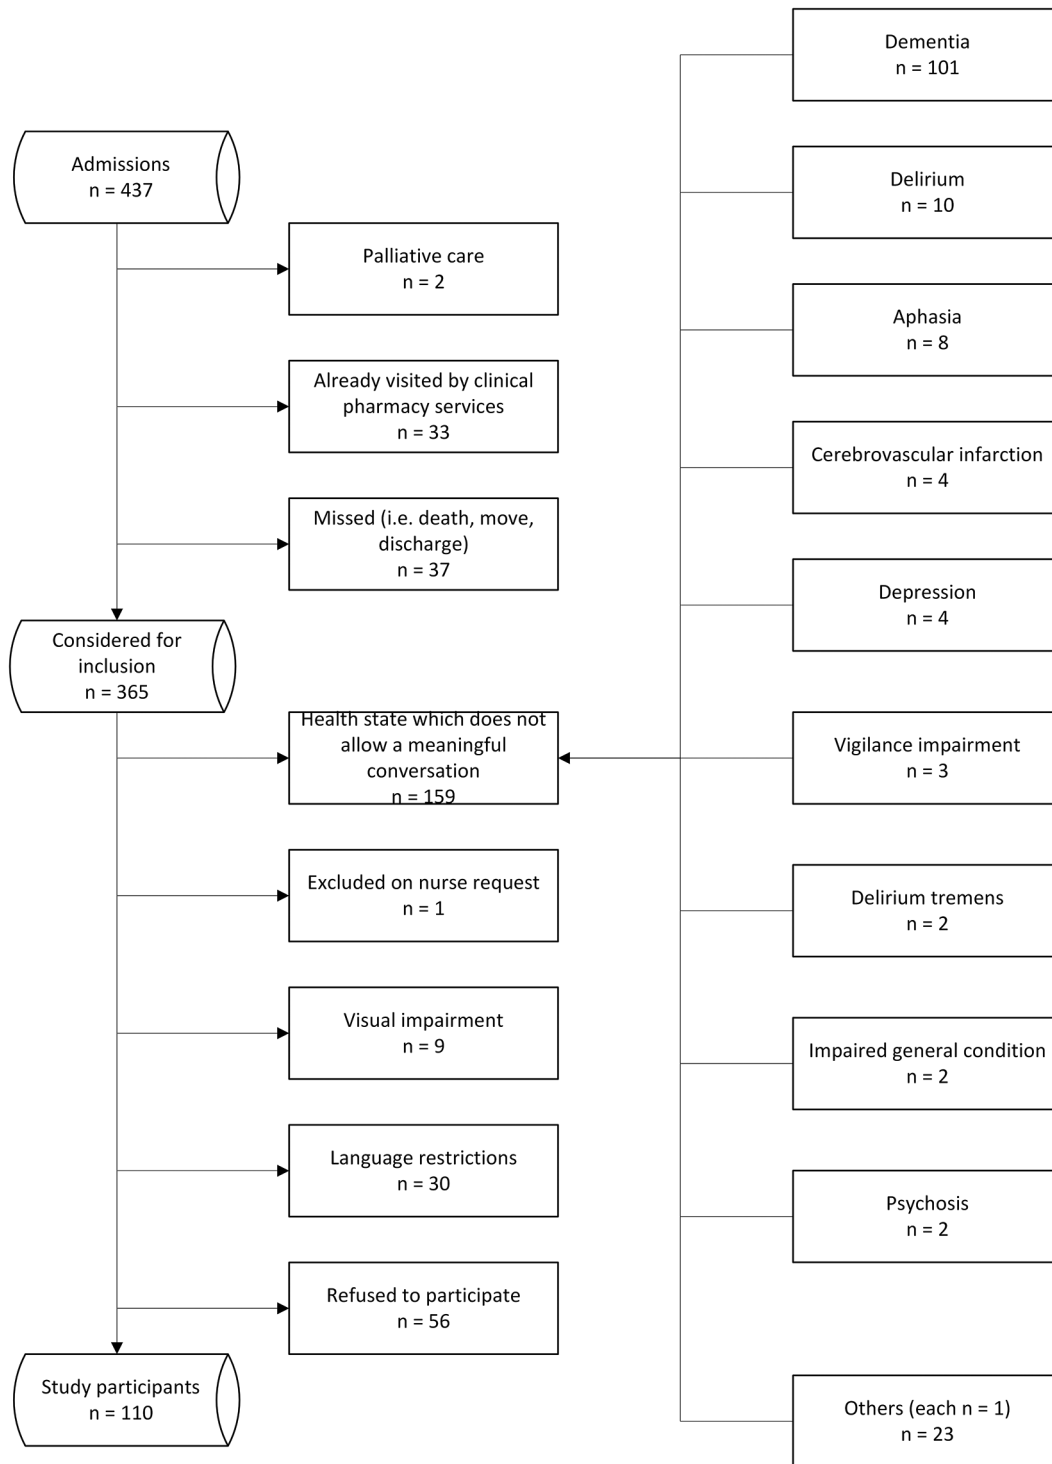 Admissions
n = 437
Palliative care
n = 2
Already visited by clinical
pharmacy services
n = 33
Missed (i.e. death, move,
discharge)
n = 37
Considered for
inclusion
n = 365
Health state which does not
allow a meaningful
conversation
n = 159
Excluded on nurse request
n = 1
Visual impairment
n = 9
Language restrictions
n = 30
Refused to participate
n = 56
Study participants
n = 110
Dementia
n = 101
Delirium
n = 10
Aphasia
n = 8
Cerebrovascular infarction
n = 4
Depression
n = 4
Vigilance impairment
n = 3
Delirium tremens
n = 2
Impaired general condition
n = 2
Psychosis
n = 2
Others (each n = 1)
n = 23